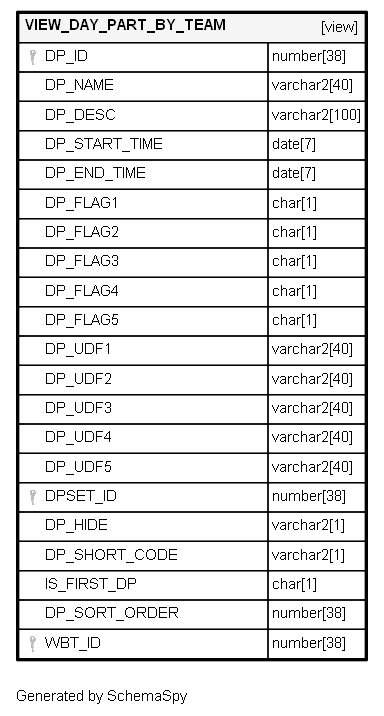 VIEW_DAY_PART_BY_TEAM [view]
DP_ID number[38]
DP_NAME varchar2[40]
DP_DESC varchar2[100]
DP_START_TIME date[7]
DP_END_TIME date[7]
DP_FLAG1 char[1]
DP_FLAG2 char[1]
DP_FLAG3 char[1]
DP_FLAG4 char[1]
DP_FLAG5 char[1]
DP_UDF1 varchar2[40]
DP_UDF2 varchar2[40]
DP_UDF3 varchar2[40]
DP_UDF4 varchar2[40]
DP_UDF5 varchar2[40]
DPSET_ID number[38]
DP_HIDE varchar2[1]
DP_SHORT_CODE varchar2[1]
IS_FIRST_DP char[1]
DP_SORT_ORDER number[38]
WBT_ID number[38]
Generated by SchemaSpy